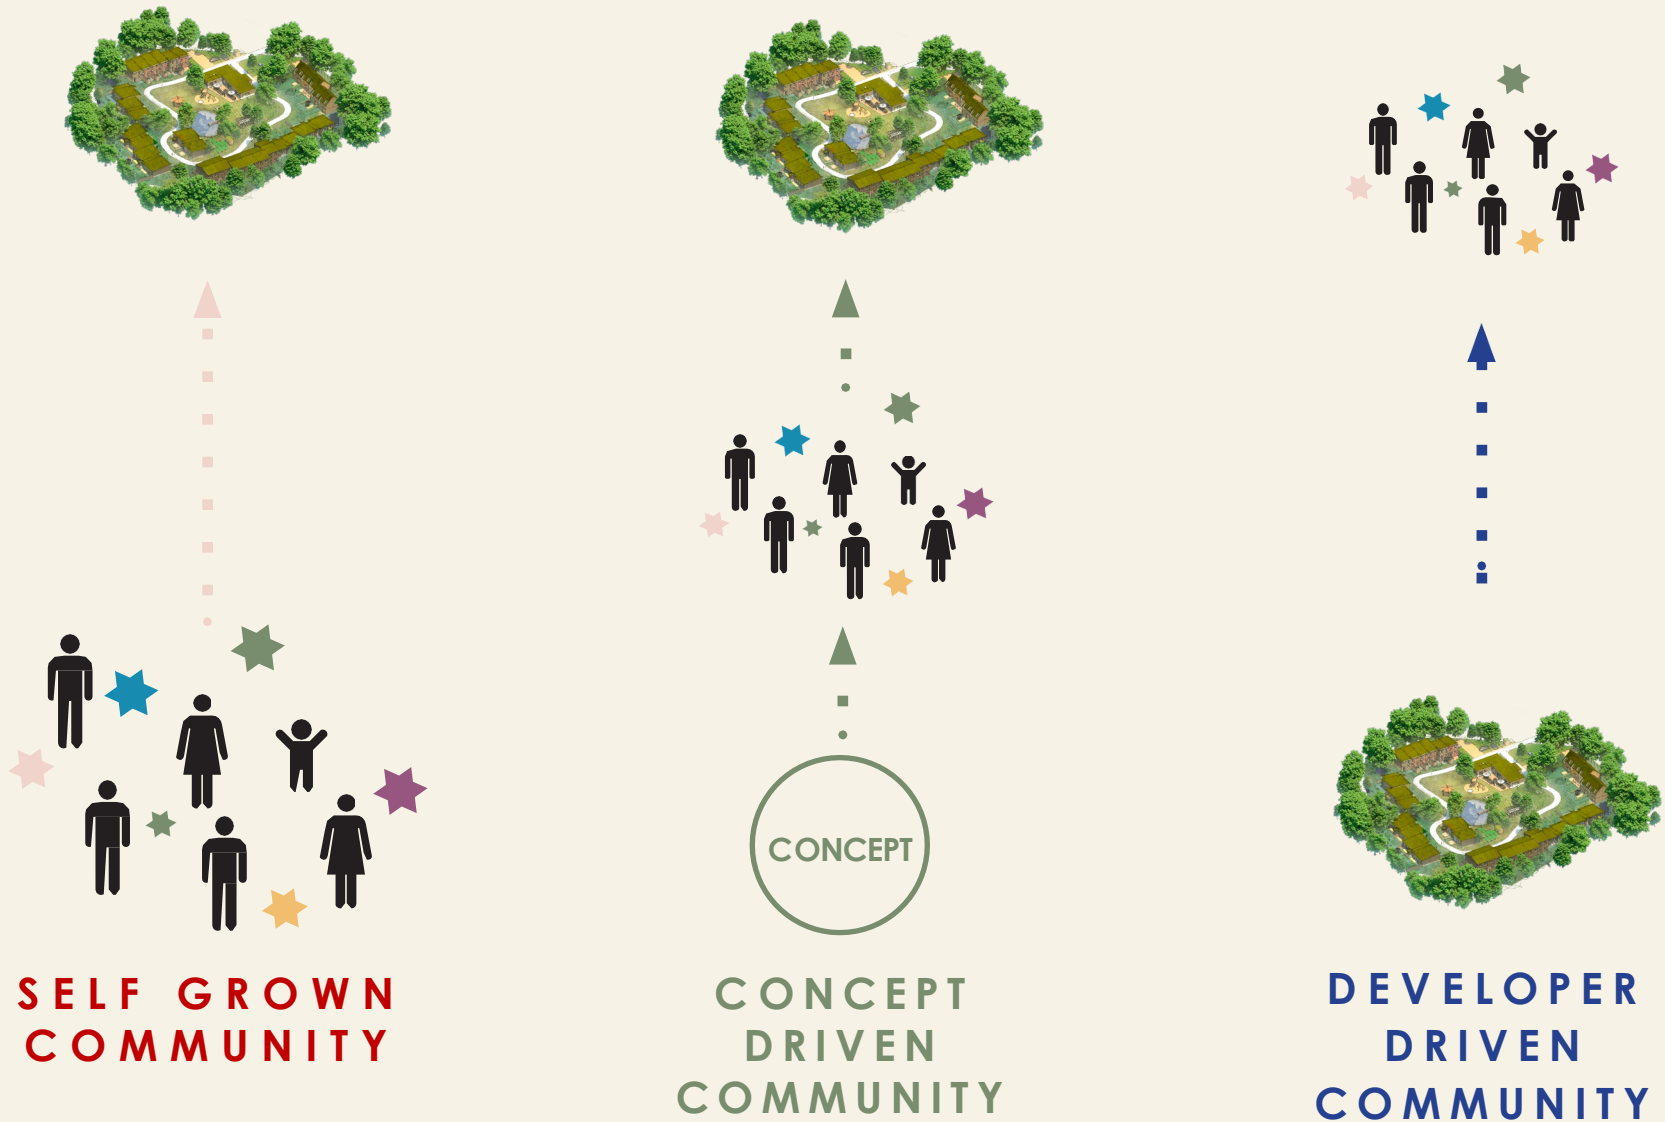 CONCEPT
SELF GROWN
COMMUNITY
CONCEPT
DRIVEN
COMMUNITY
DEVELOPER
DRIVEN
COMMUNITY